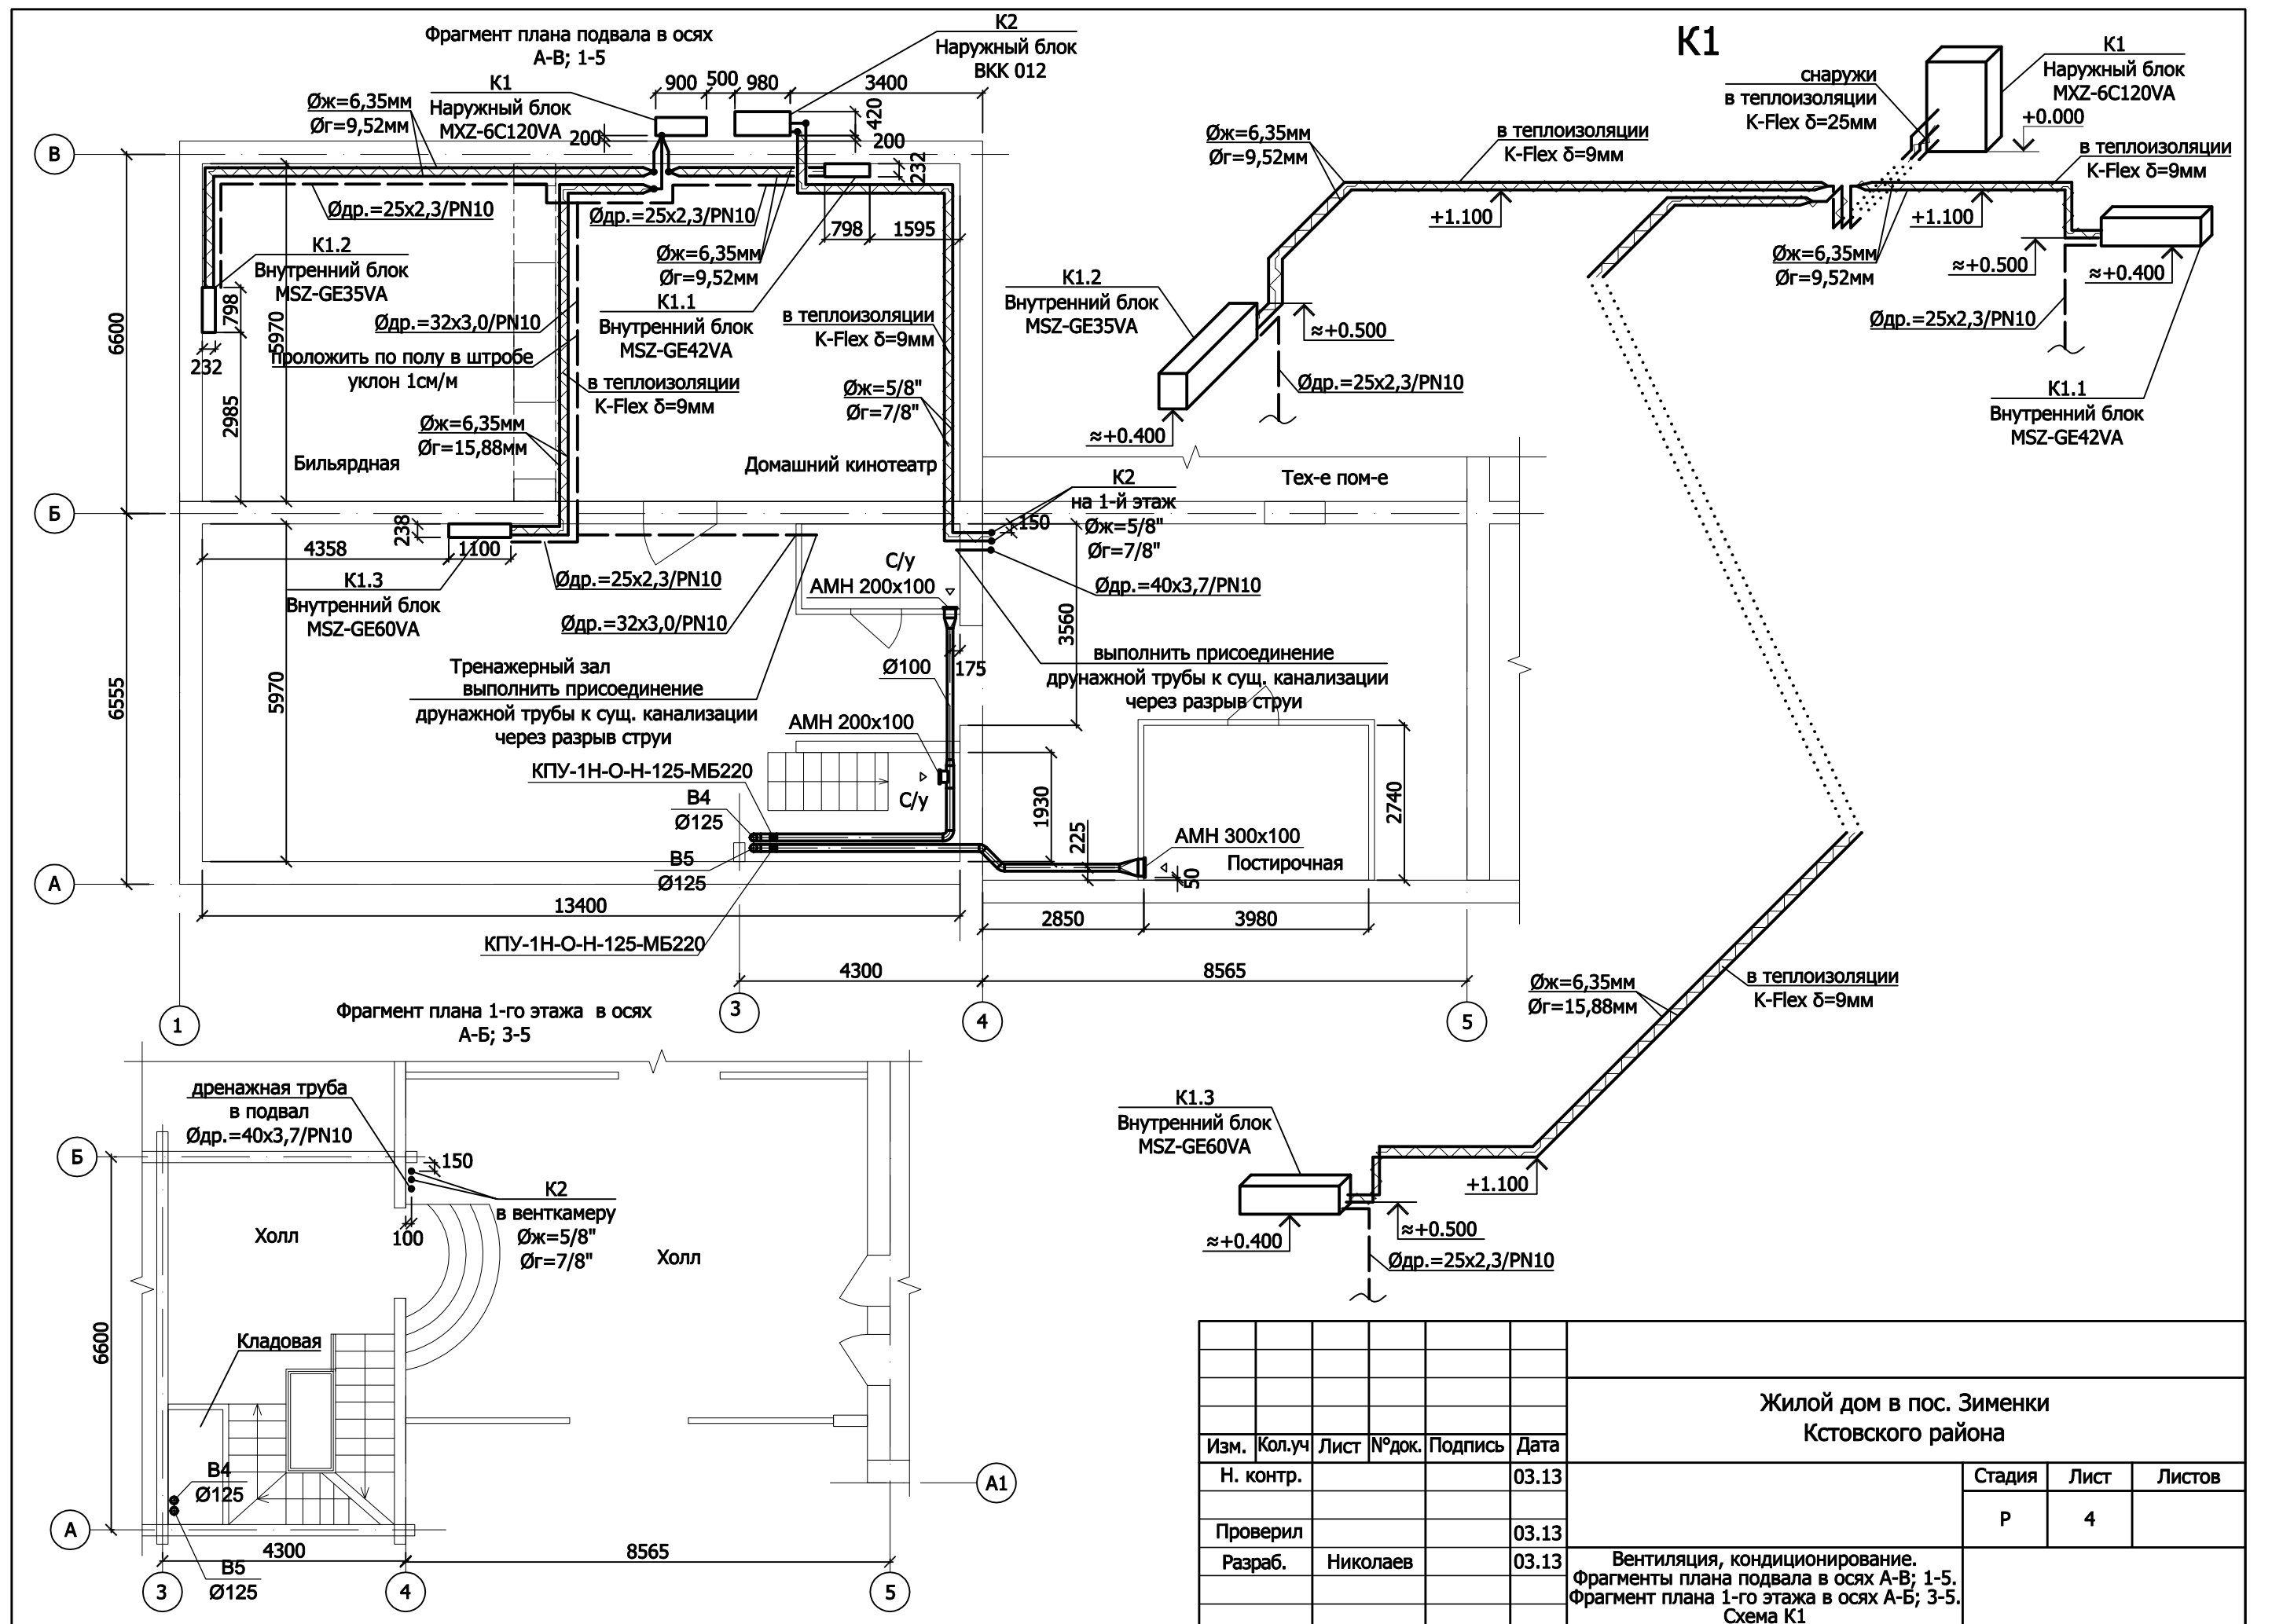 Фрагмент плана подвала в осях
А-В; 1-5
К2
Наружный блок
ВКК 012
К1
Наружный блок
MXZ-6C120VA
900
500
980
3400
420
200
200
232
Øж=6,35мм
Øг=9,52мм
В
Øдр.=25х2,3/PN10
Øдр.=25х2,3/PN10
798
1595
Øж=6,35мм
Øг=9,52мм
К1.2
Внутренний блок
MSZ-GE35VA
К1.1
Внутренний блок
MSZ-GE42VA
798
5970
6600
232
2985
Øдр.=32х3,0/PN10
проложить по полу в штробе
уклон 1см/м
в теплоизоляции
K-Flex δ=9мм
в теплоизоляции
K-Flex δ=9мм
Øж=5/8"
Øг=7/8"
Øж=6,35мм
Øг=15,88мм
Бильярдная
Домашний кинотеатр
Тех-е пом-е
К2
на 1-й этаж
Øж=5/8"
Øг=7/8"
150
Б
238
4358
1100
К1.3
Внутренний блок
MSZ-GE60VA
Øдр.=25х2,3/PN10
Øдр.=32х3,0/PN10
С/у
АМН 200х100
Øдр.=40х3,7/PN10
3560
175
Ø100
Тренажерный зал
выполнить присоединение
друнажной трубы к сущ. канализации
через разрыв струи
выполнить присоединение
друнажной трубы к сущ. канализации
через разрыв струи
6555
5970
АМН 200х100
КПУ-1Н-О-Н-125-МБ220
С/у
В4
Ø125
В5
Ø125
1930
225
2740
АМН 300х100
Постирочная
50
А
13400
2850
3980
КПУ-1Н-О-Н-125-МБ220
4300
8565
1
3
4
5
К1
К1
Наружный блок
MXZ-6C120VA
снаружи
в теплоизоляции
K-Flex δ=25мм
+0.000
Øж=6,35мм
Øг=9,52мм
в теплоизоляции
K-Flex δ=9мм
в теплоизоляции
K-Flex δ=9мм
+1.100
+1.100
Øж=6,35мм
Øг=9,52мм
≈+0.500
≈+0.400
К1.2
Внутренний блок
MSZ-GE35VA
≈+0.500
Øдр.=25х2,3/PN10
Øдр.=25х2,3/PN10
К1.1
Внутренний блок
MSZ-GE42VA
≈+0.400
Øж=6,35мм
Øг=15,88мм
в теплоизоляции
K-Flex δ=9мм
К1.3
Внутренний блок
MSZ-GE60VA
+1.100
≈+0.500
≈+0.400
Øдр.=25х2,3/PN10
Фрагмент плана 1-го этажа в осях
А-Б; 3-5
дренажная труба
в подвал
Øдр.=40х3,7/PN10
Б
150
К2
в венткамеру
Øж=5/8"
Øг=7/8"
100
Холл
Холл
6600
Кладовая
В4
Ø125
А1
А
4300
8565
В5
Ø125
3
4
5
Жилой дом в пос. Зименки
Кстовского района
Изм.
Кол.уч
Лист
N°док.
Подпись
Дата
Н. контр.
03.13
Стадия
Лист
Листов
Р
4
Проверил
03.13
Разраб.
Николаев
03.13
Вентиляция, кондиционирование.
Фрагменты плана подвала в осях А-В; 1-5.
Фрагмент плана 1-го этажа в осях А-Б; 3-5.
Схема К1